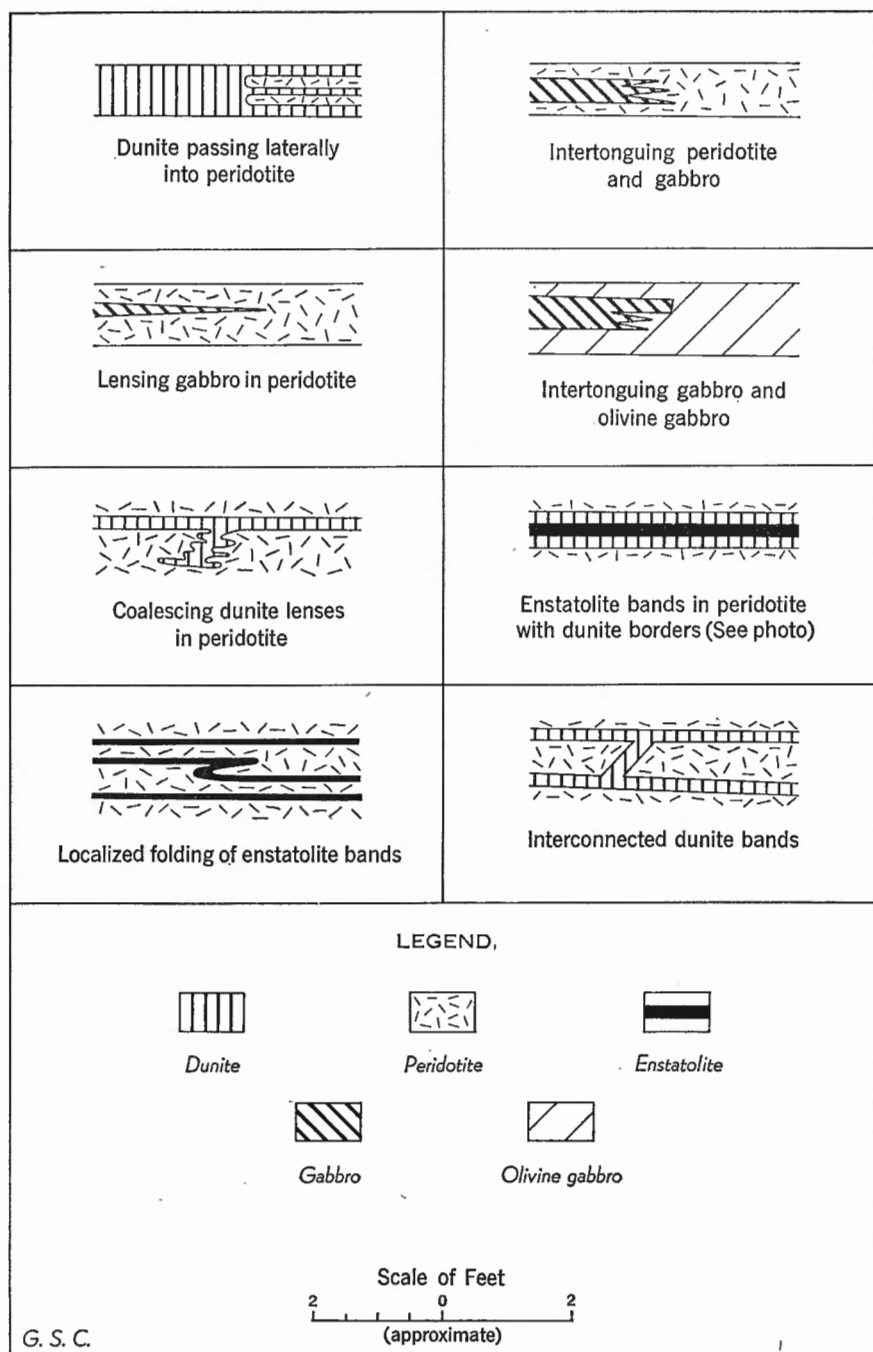 Dunite passing laterally
into peridotite
Intertonguing peridotite
and gabbro
Lensing gabbro in peridotite
Intertonguing gabbro and
olivine gabbro
Coalescing dunite lenses
in peridotite
Enstatolite bands in peridotite
with dunite borders (See photo)
Localized folding of enstatolite bands
Interconnected dunite bands
LEGEND,
Dunite
Peridotite
Enstatolite
Gabbro
Olivine gabbro
Scale of Feet
2 0 2
(approximate)
G. S. C.